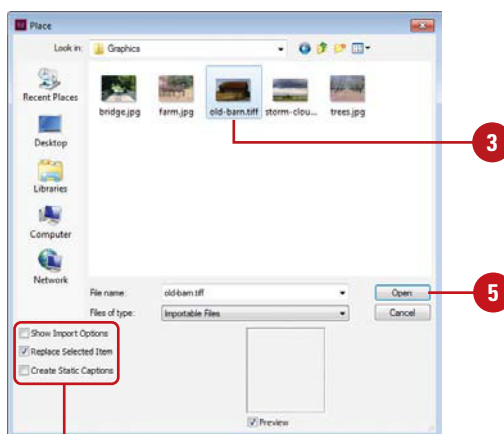 Place
Look in:
Graphics
Recent Places
Desktop
Libraries
Computer
Network
bridge.jpg
farm.jpg
old-barn.tiff
storm-clou...
trees.jpg
3
File name:
old-barn.tiff
Open
5
Files of type:
Importable Files
Cancel
Show Import Options
Replace Selected Item
Create Static Captions
Preview